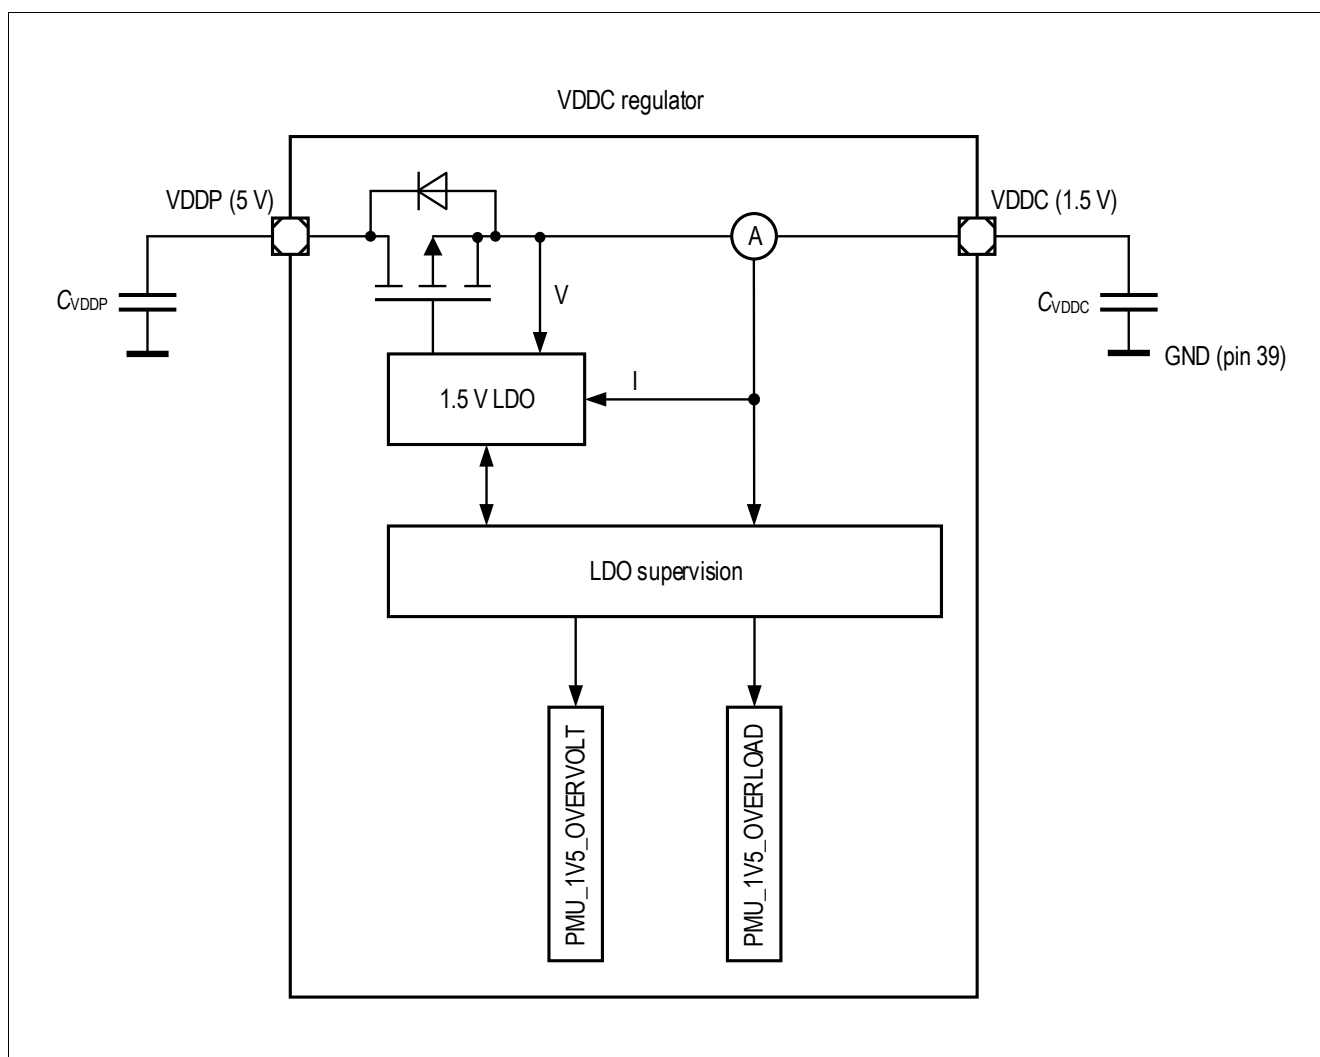 VDDC regulator
VDDP (5 V)
VDDC (1.5 V)
A
CVDDP
V
CVDDC
GND (pin 39)
I
1.5 V LDO
LDO supervision
PMU_1V5_OVERVOLT
PMU_1V5_OVERLOAD